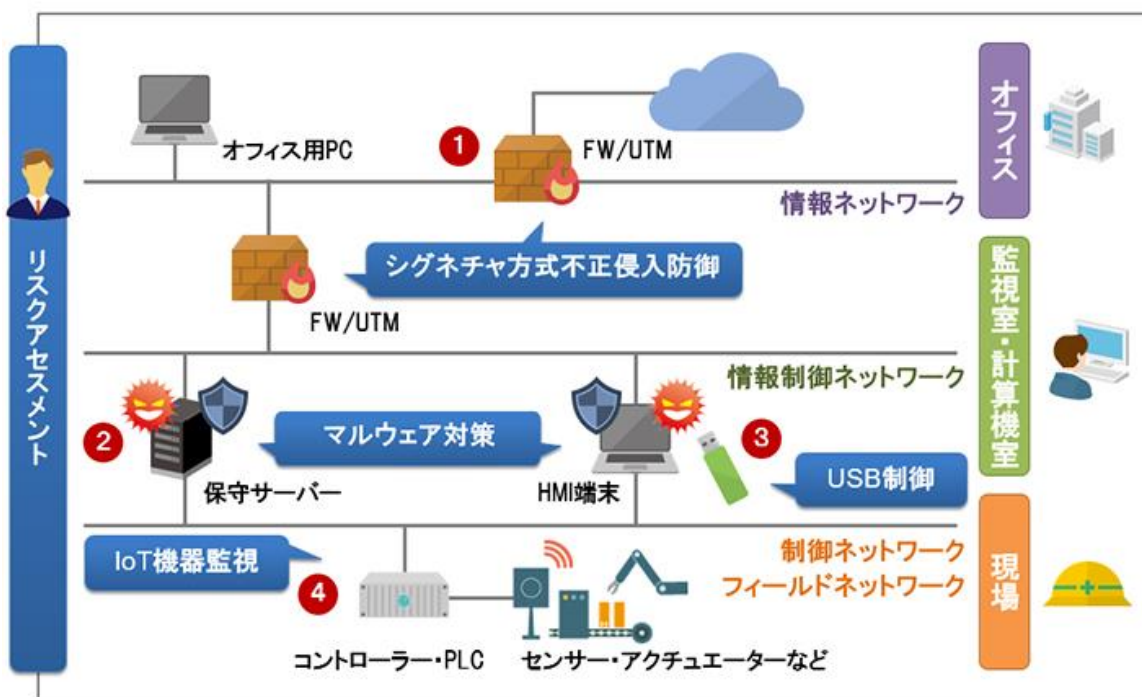 リスクアセスメント
オフィス用PC
1
FW/UTM
情報ネットワーク
オフィス
シグネチャ方式不正侵入防御
FW/UTM
情報制御ネットワーク
監視室・計算機室
2
マルウェア対策
3
保守サーバー
HMI端末
USB制御
IoT機器監視
4
制御ネットワーク
フィールドネットワーク
現場
コントローラー・PLC
センサー・アクチュエーターなど